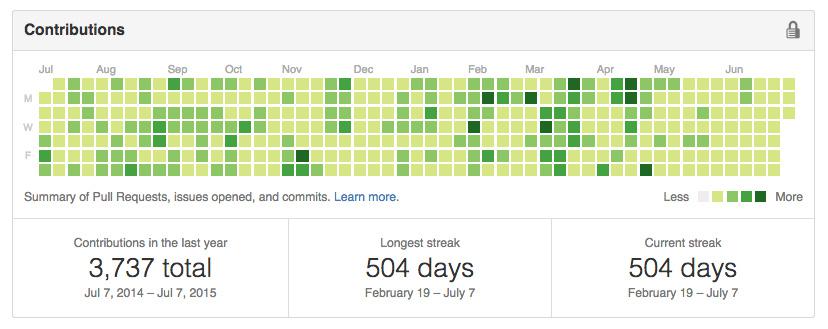 Contributions
Jul Aug Sep Oct Nov Dec Jan Feb Mar Apr May Jun
M
W
F
Summary of Pull Requests, issues opened, and commits. Learn more.
Less More
Contributions in the last year
3,737 total
Jul 7, 2014 – Jul 7, 2015
Longest streak
504 days
February 19 – July 7
Current streak
504 days
February 19 – July 7